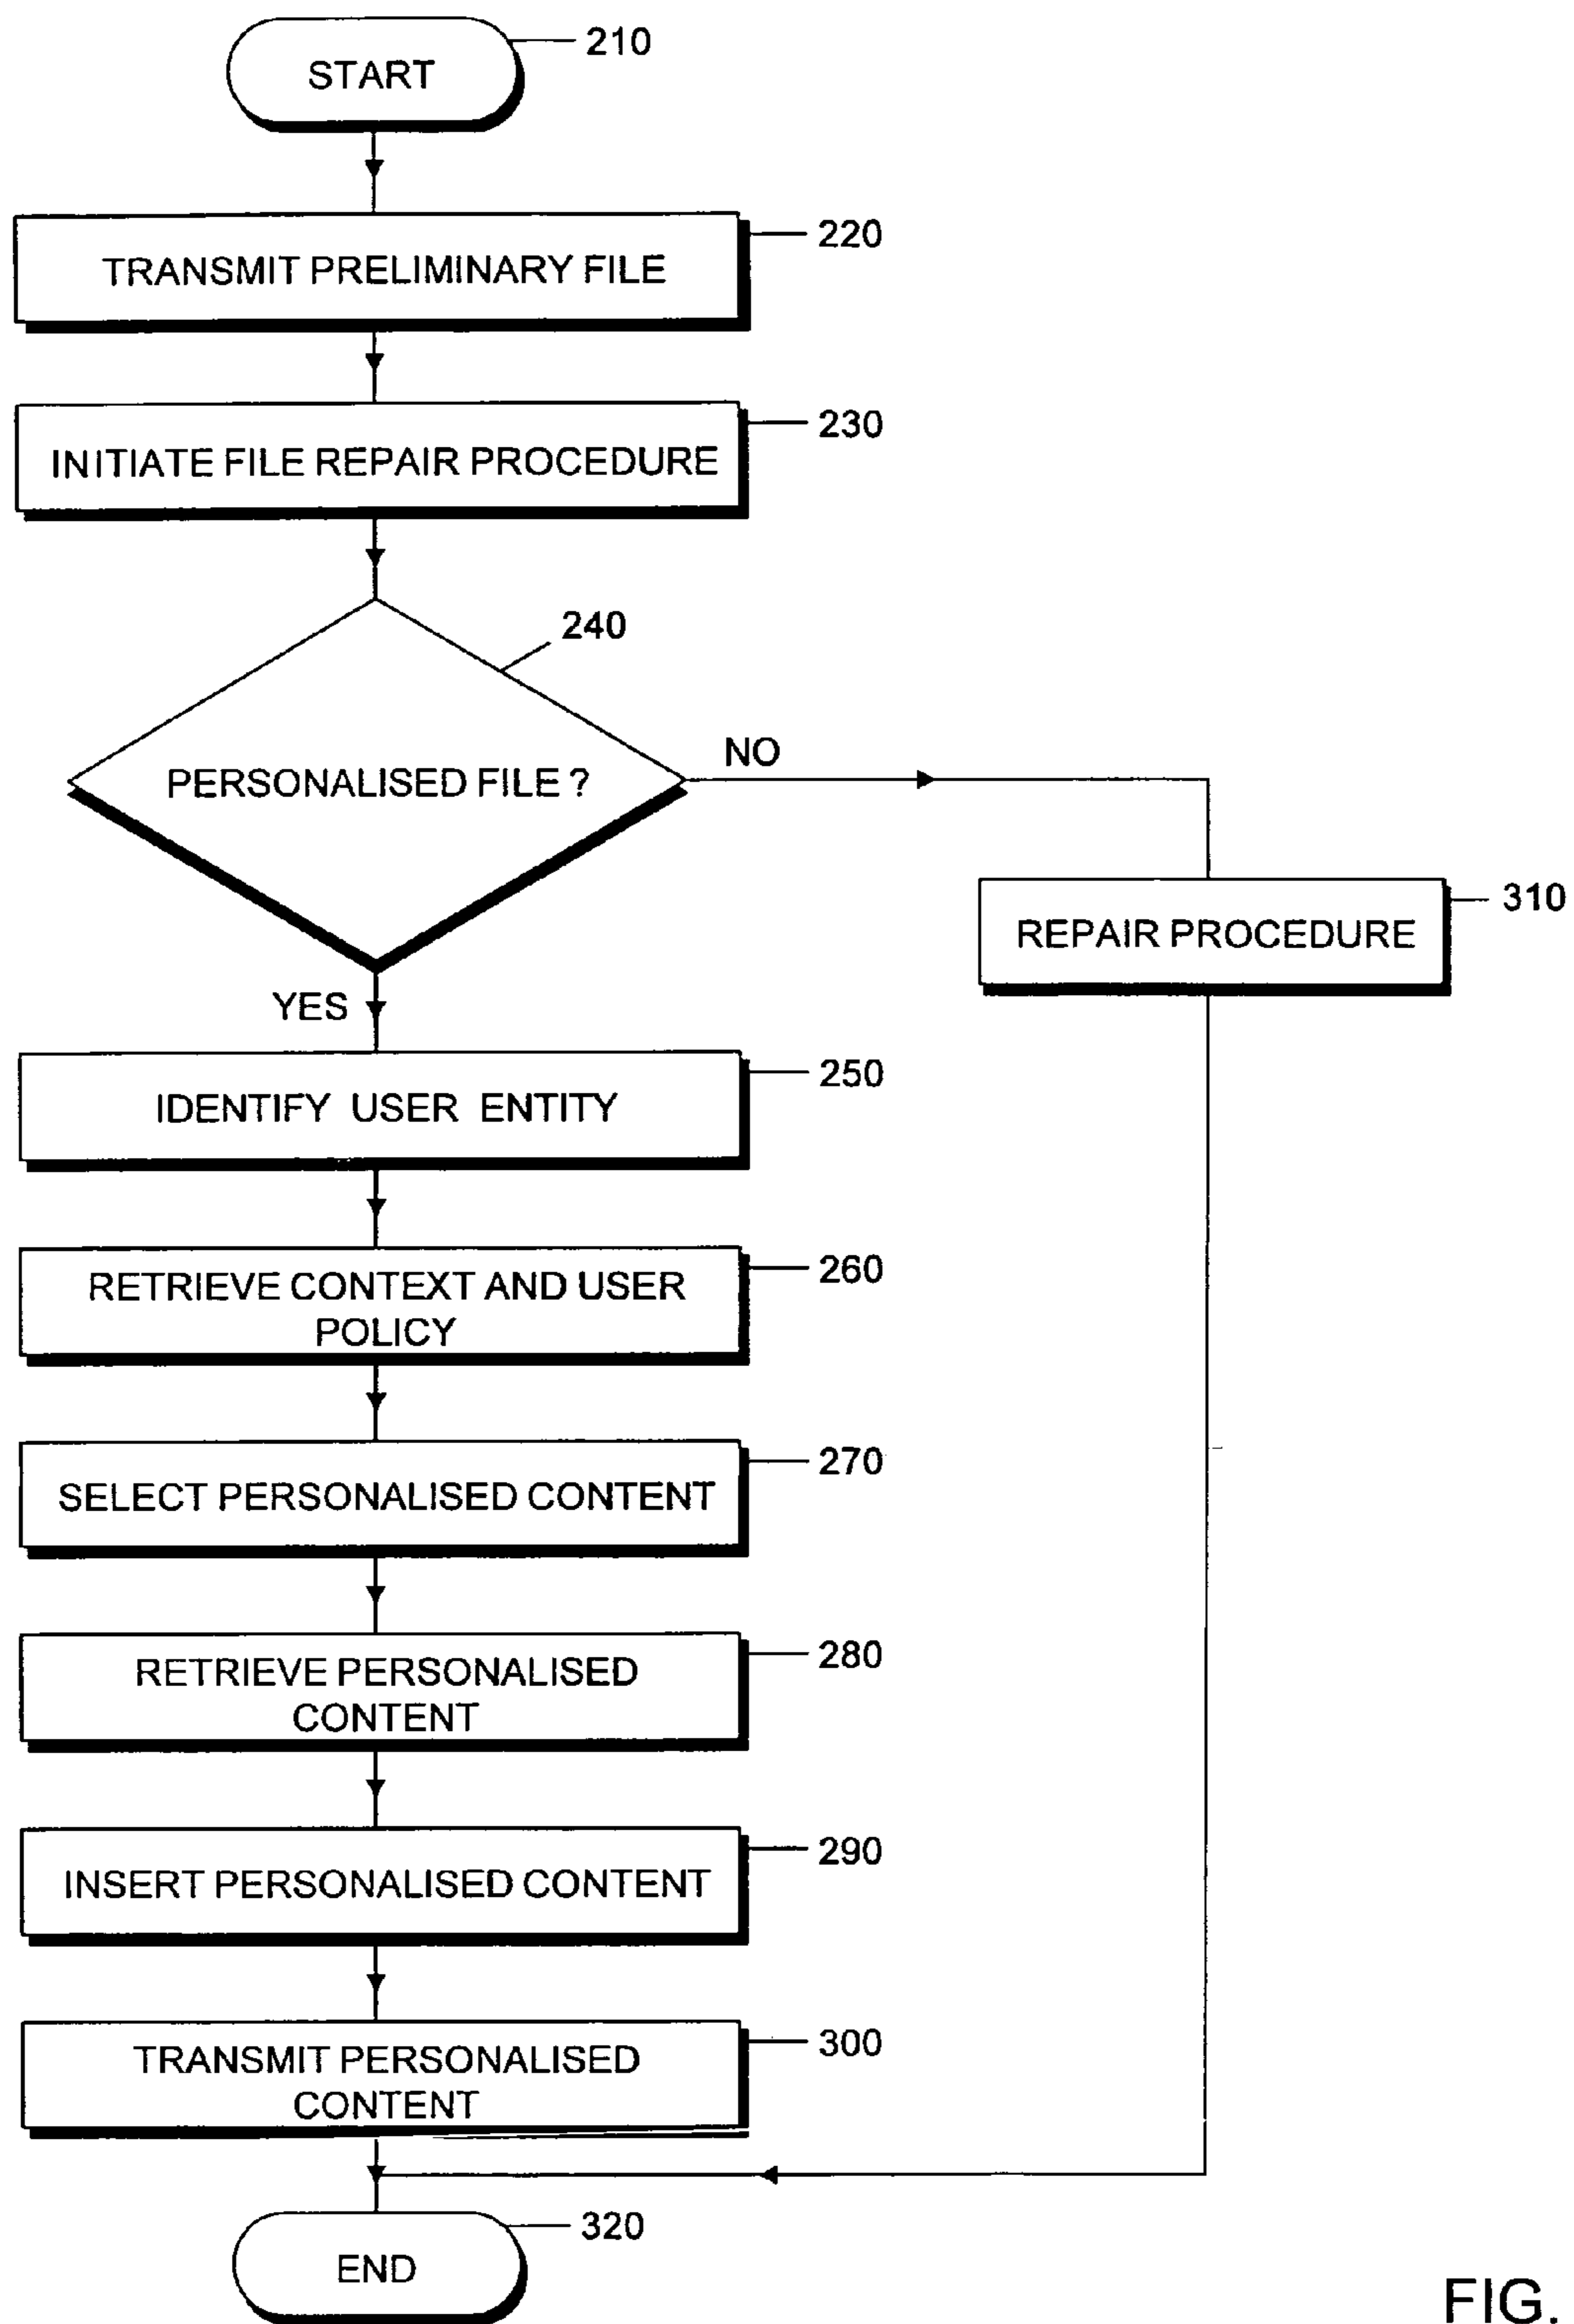 START
210
TRANSMIT PRELIMINARY FILE
220
INITIATE FILE REPAIR PROCEDURE
230
240
PERSONALISED FILE ?
NO
REPAIR PROCEDURE
310
YES
IDENTIFY USER ENTITY
250
RETRIEVE CONTEXT AND USER
POLICY
260
SELECT PERSONALISED CONTENT
270
RETRIEVE PERSONALISED
CONTENT
280
INSERT PERSONALISED CONTENT
290
TRANSMIT PERSONALISED
CONTENT
300
END
320
FIG.